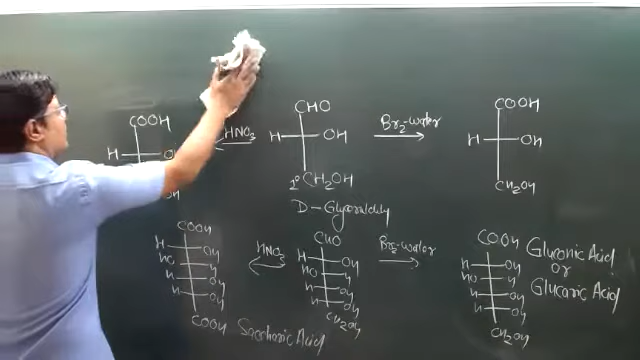 COOH
H
HNO3
CHO
H OH
1° CH2OH
D-Glyceraldehy
Br2-water
COOH
H OH
CH2OH
COOH
H OH
HO H
H OH
H OH
COOH
Saccharic Acid
HNO3
CHO
H OH
HO H
H OH
H OH
CH2OH
Br2-water
COOH
H OH
HO H
H OH
H OH
CH2OH
Gluconic Acid
or
Glucaric Acid